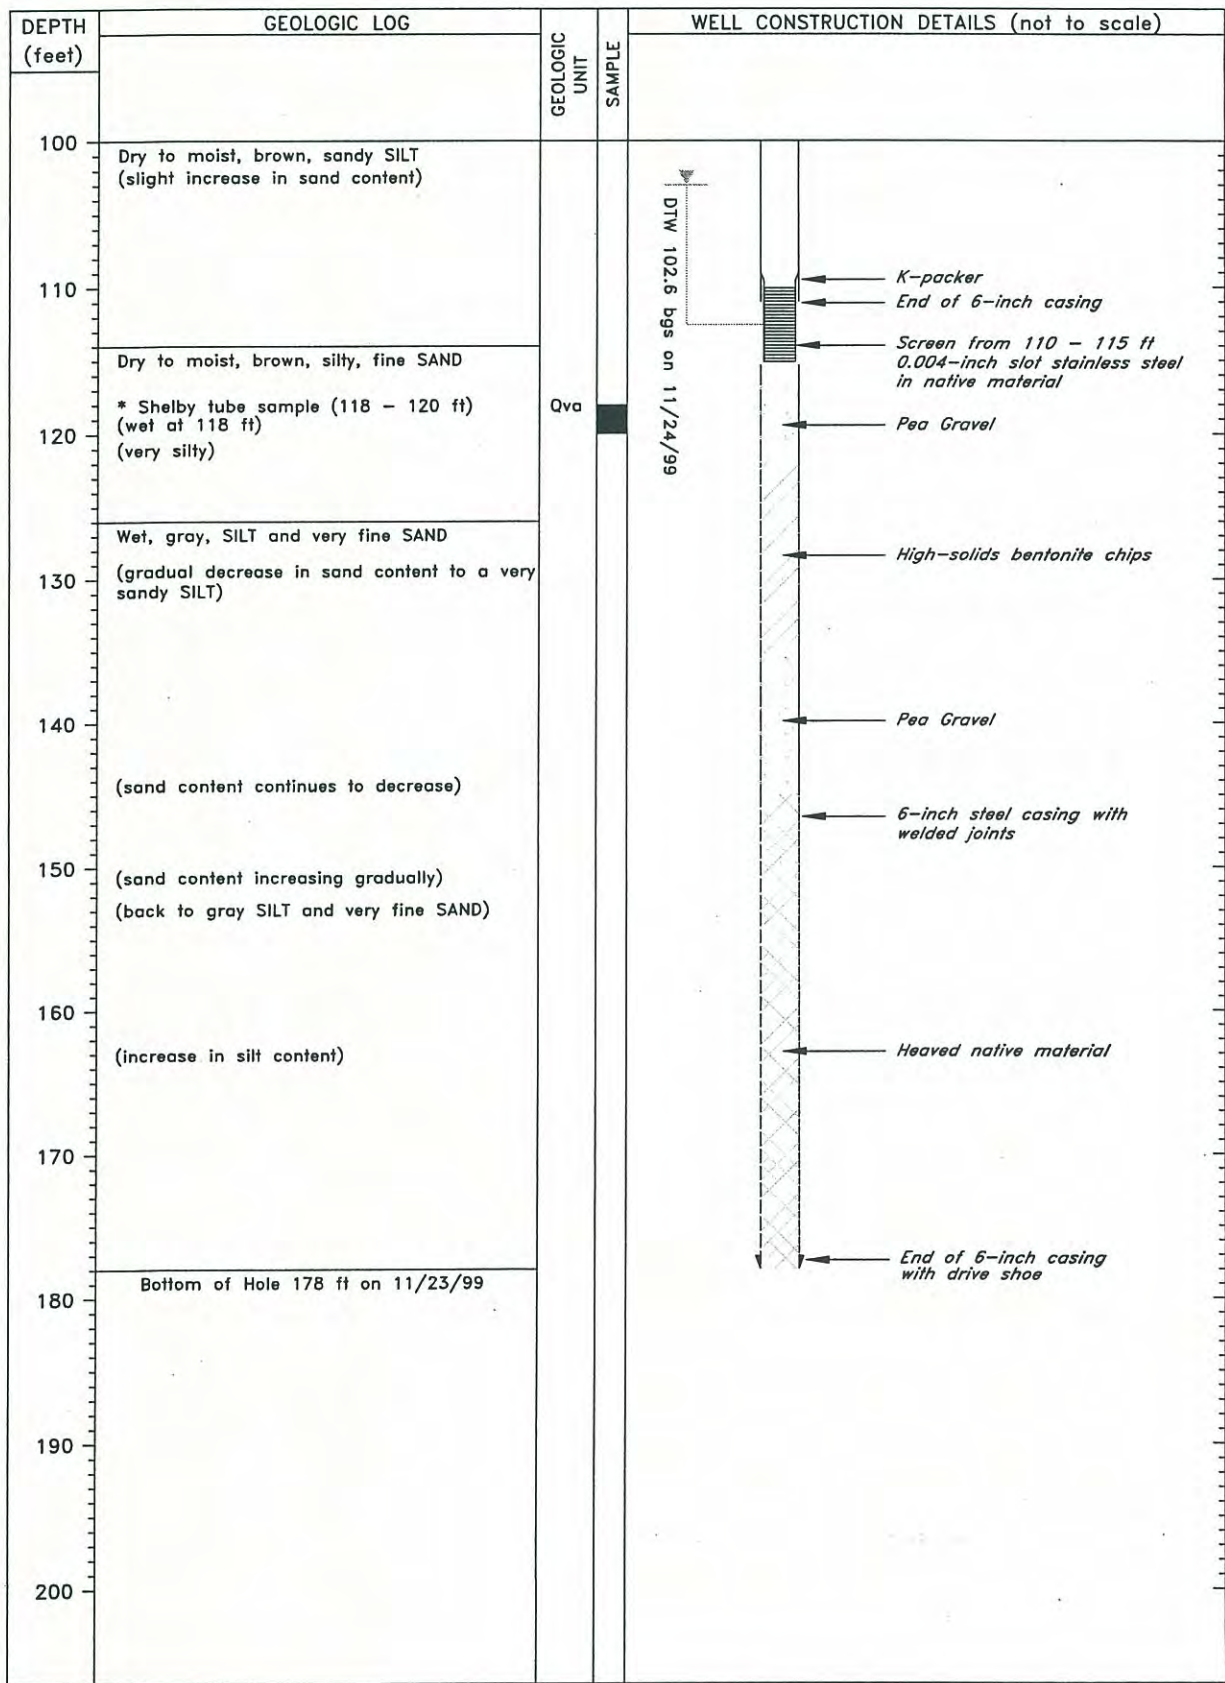 DEPTH
(feet)
GEOLOGIC LOG
GEOLOGIC
UNIT
SAMPLE
WELL CONSTRUCTION DETAILS (not to scale)
100
110
120
130
140
150
160
170
180
190
200
Dry to moist, brown, sandy SILT
(slight increase in sand content)
Dry to moist, brown, silty, fine SAND
* Shelby tube sample (118 – 120 ft)
(wet at 118 ft)
(very silty)
Wet, gray, SILT and very fine SAND
(gradual decrease in sand content to a very
sandy SILT)
(sand content continues to decrease)
(sand content increasing gradually)
(back to gray SILT and very fine SAND)
(increase in silt content)
Bottom of Hole 178 ft on 11/23/99
Qva
DTW 102.6 bgs on 11/24/99
K–packer
End of 6–inch casing
Screen from 110 – 115 ft
0.004–inch slot stainless steel
in native material
Pea Gravel
High–solids bentonite chips
Pea Gravel
6–inch steel casing with
welded joints
Heaved native material
End of 6–inch casing
with drive shoe